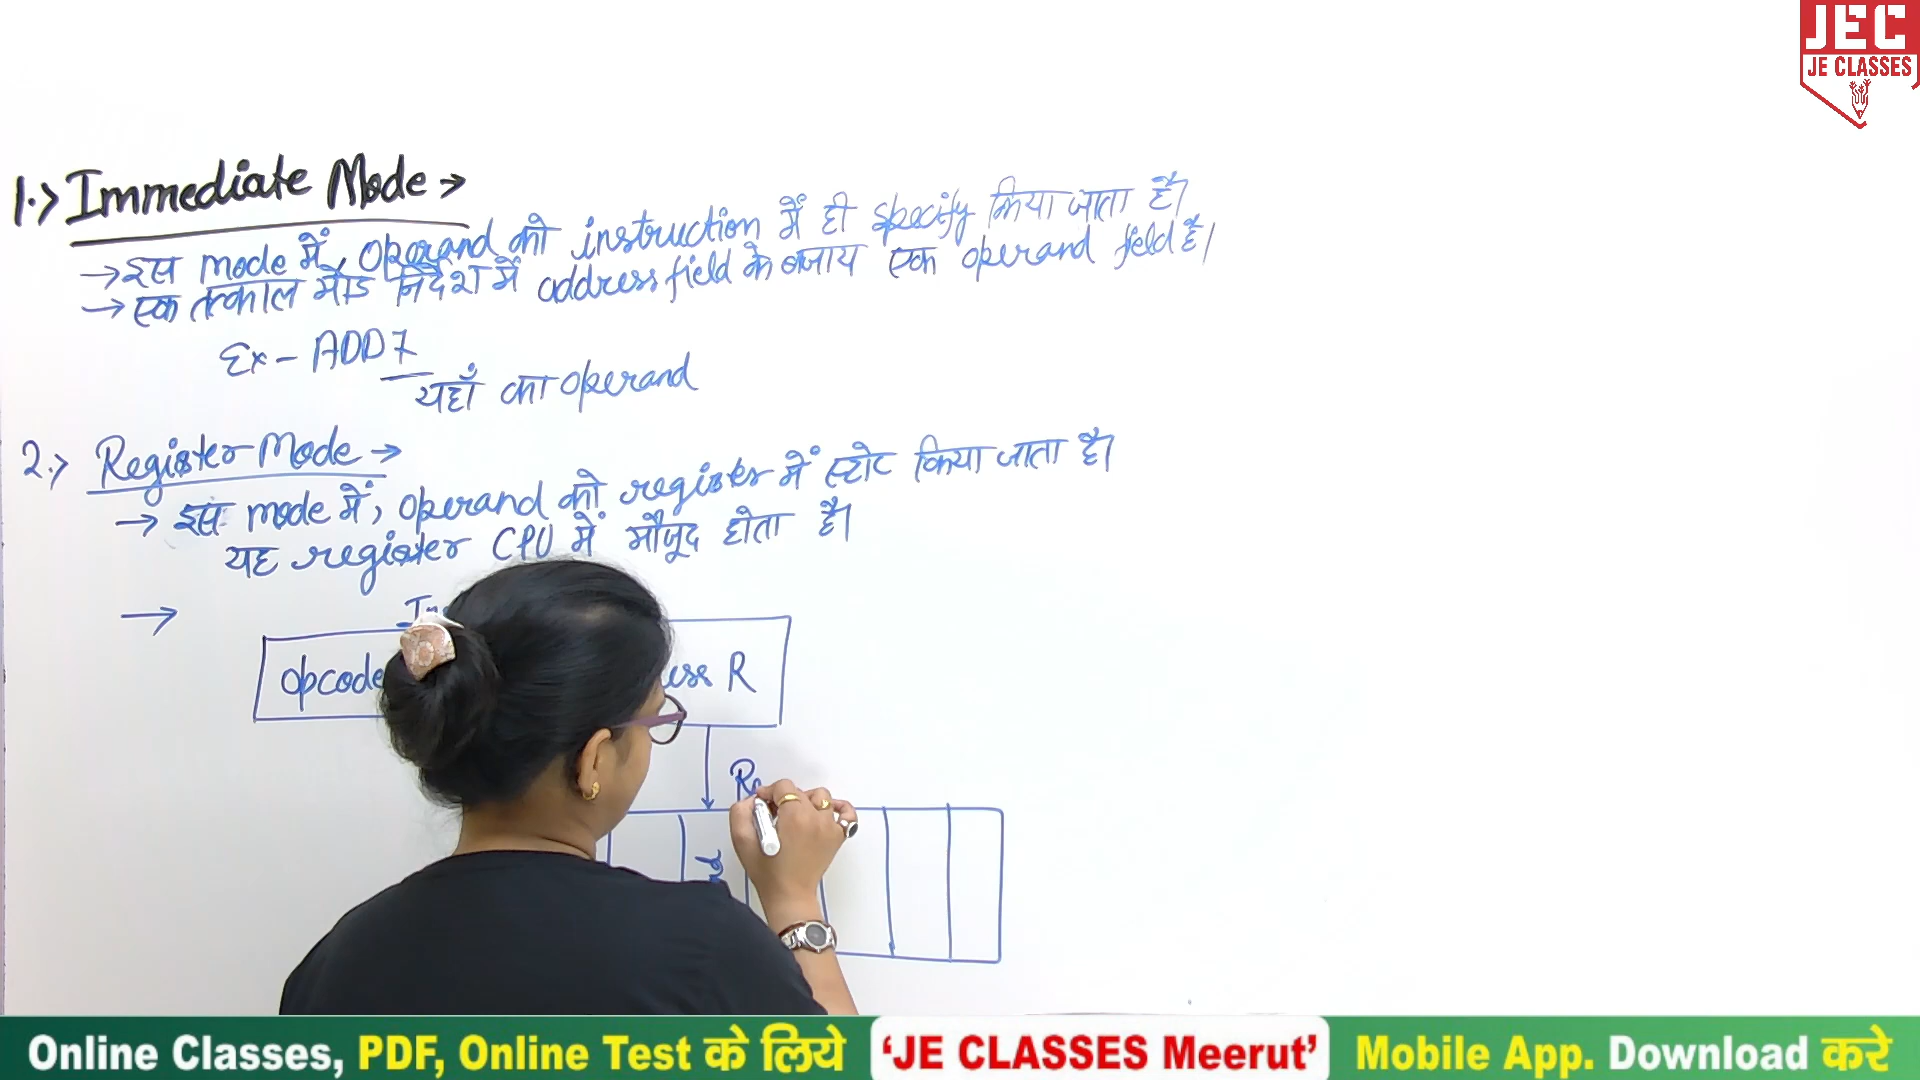 JEC
JE CLASSES
1.> Immediate Mode →
→ इस mode में, operand को instruction में ही specify किया जाता है।
→ एक तत्काल मोड निर्देश में address field के बजाय एक operand field है।
Ex - ADD 7
यहाँ का operand
2.> Register Mode →
→ इस mode में, operand को register में स्टोर किया जाता है।
यह register CPU में मौजूद होता है।
→
opcode R
Online Classes, PDF, Online Test के लिये 'JE CLASSES Meerut' Mobile App. Download करे